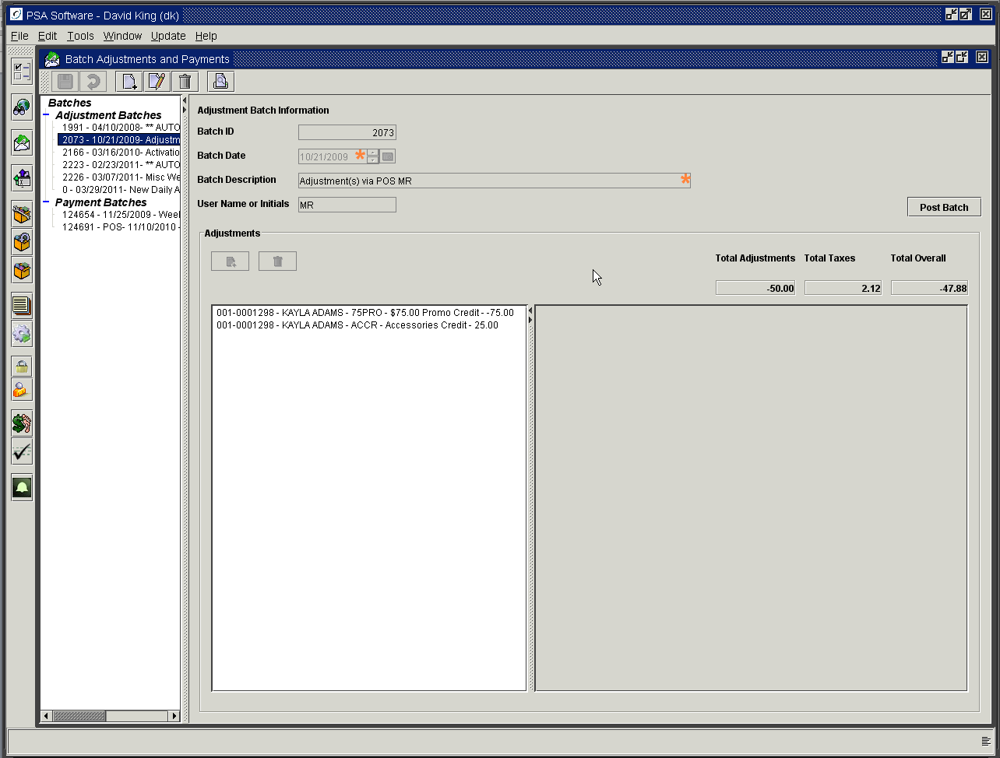 PSA Software - David King (dk)
File Edit Tools Window Update Help
Batch Adjustments and Payments
Batches
Adjustment Batches
1991 - 04/10/2008- ** AUTO
2073 - 10/21/2009- Adjustm
2166 - 03/16/2010- Activatio
2223 - 02/23/2011- ** AUTO
2226 - 03/07/2011- Misc We
0 - 03/29/2011- New Daily A
Payment Batches
124654 - 11/25/2009 - Weel
124691 - POS- 11/10/2010 -
Adjustment Batch Information
Batch ID 2073
Batch Date 10/21/2009 *
Batch Description Adjustment(s) via POS MR *
User Name or Initials MR
Post Batch
Adjustments
Total Adjustments Total Taxes Total Overall
-50.00 2.12 -47.88
001-0001298 - KAYLA ADAMS - 75PRO - $75.00 Promo Credit - -75.00
001-0001298 - KAYLA ADAMS - ACCR - Accessories Credit - 25.00